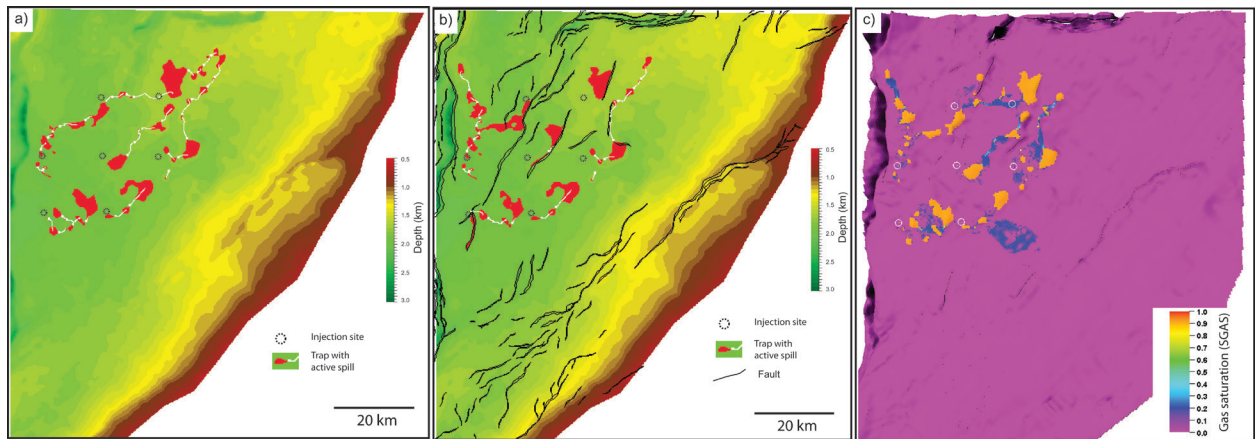 a)
0.5
1.0
1.5
2.0
2.5
3.0
Depth (km)
Injection site
Trap with
active spill
20 km
b)
0.5
1.0
1.5
2.0
2.5
3.0
Depth (km)
Injection site
Trap with
active spill
Fault
20 km
c)
1.0
0.9
0.8
0.7
0.6
0.5
0.4
0.3
0.2
0.1
0.0
Gas saturation (SGAS)